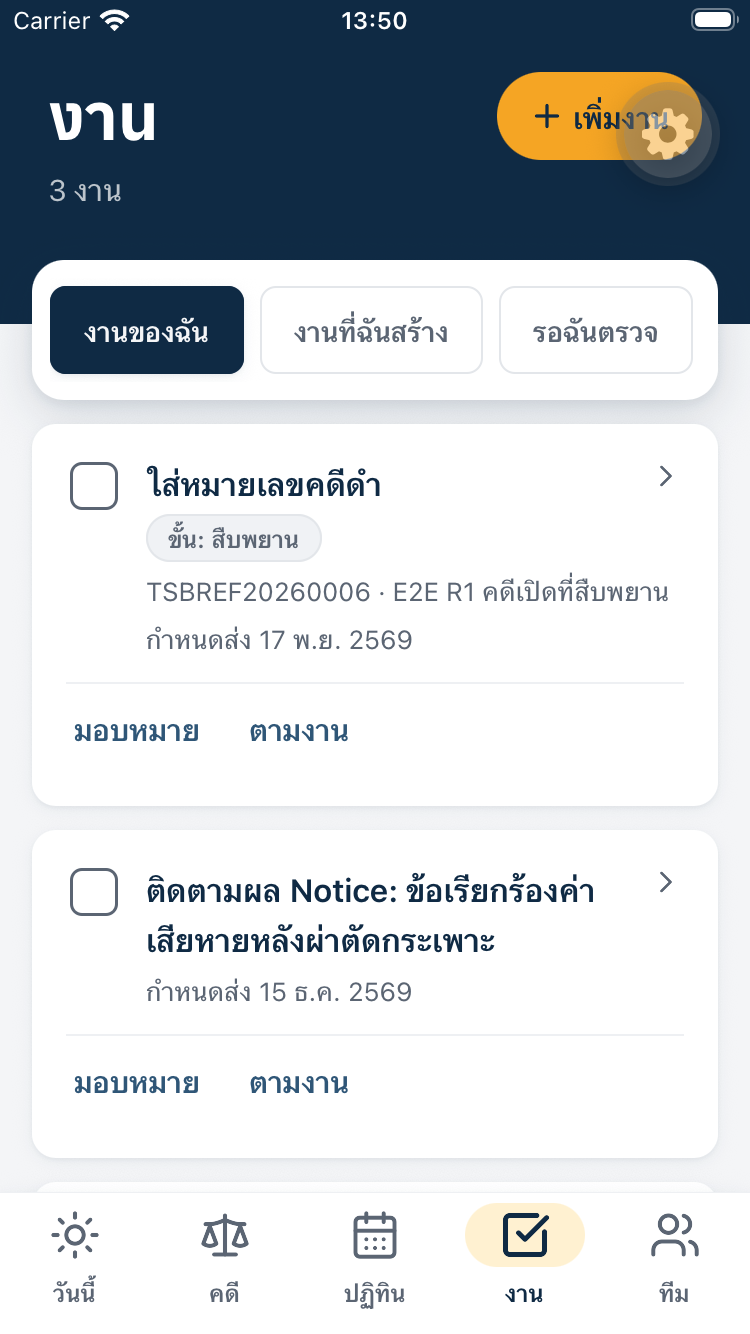 Carrier
13:50
งาน
+ เพิ่มงาน
3 งาน
งานของฉัน
งานที่ฉันสร้าง
รอฉันตรวจ
ใส่หมายเลขคดีดำ
ขั้น: สืบพยาน
TSBREF20260006 · E2E R1 คดีเปิดที่สืบพยาน
กำหนดส่ง 17 พ.ย. 2569
มอบหมาย
ตามงาน
ติดตามผล Notice: ข้อเรียกร้องค่า
เสียหายหลังผ่าตัดกระเพาะ
กำหนดส่ง 15 ธ.ค. 2569
มอบหมาย
ตามงาน
วันนี้
คดี
ปฏิทิน
งาน
ทีม